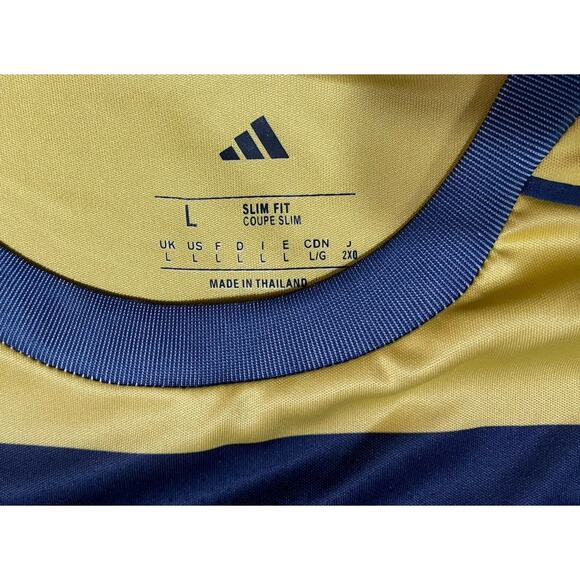 L SLIM FIT
COUPE SLIM
UK US F D I E CDN J
L L L L L L L/G 2XO
MADE IN THAILAND